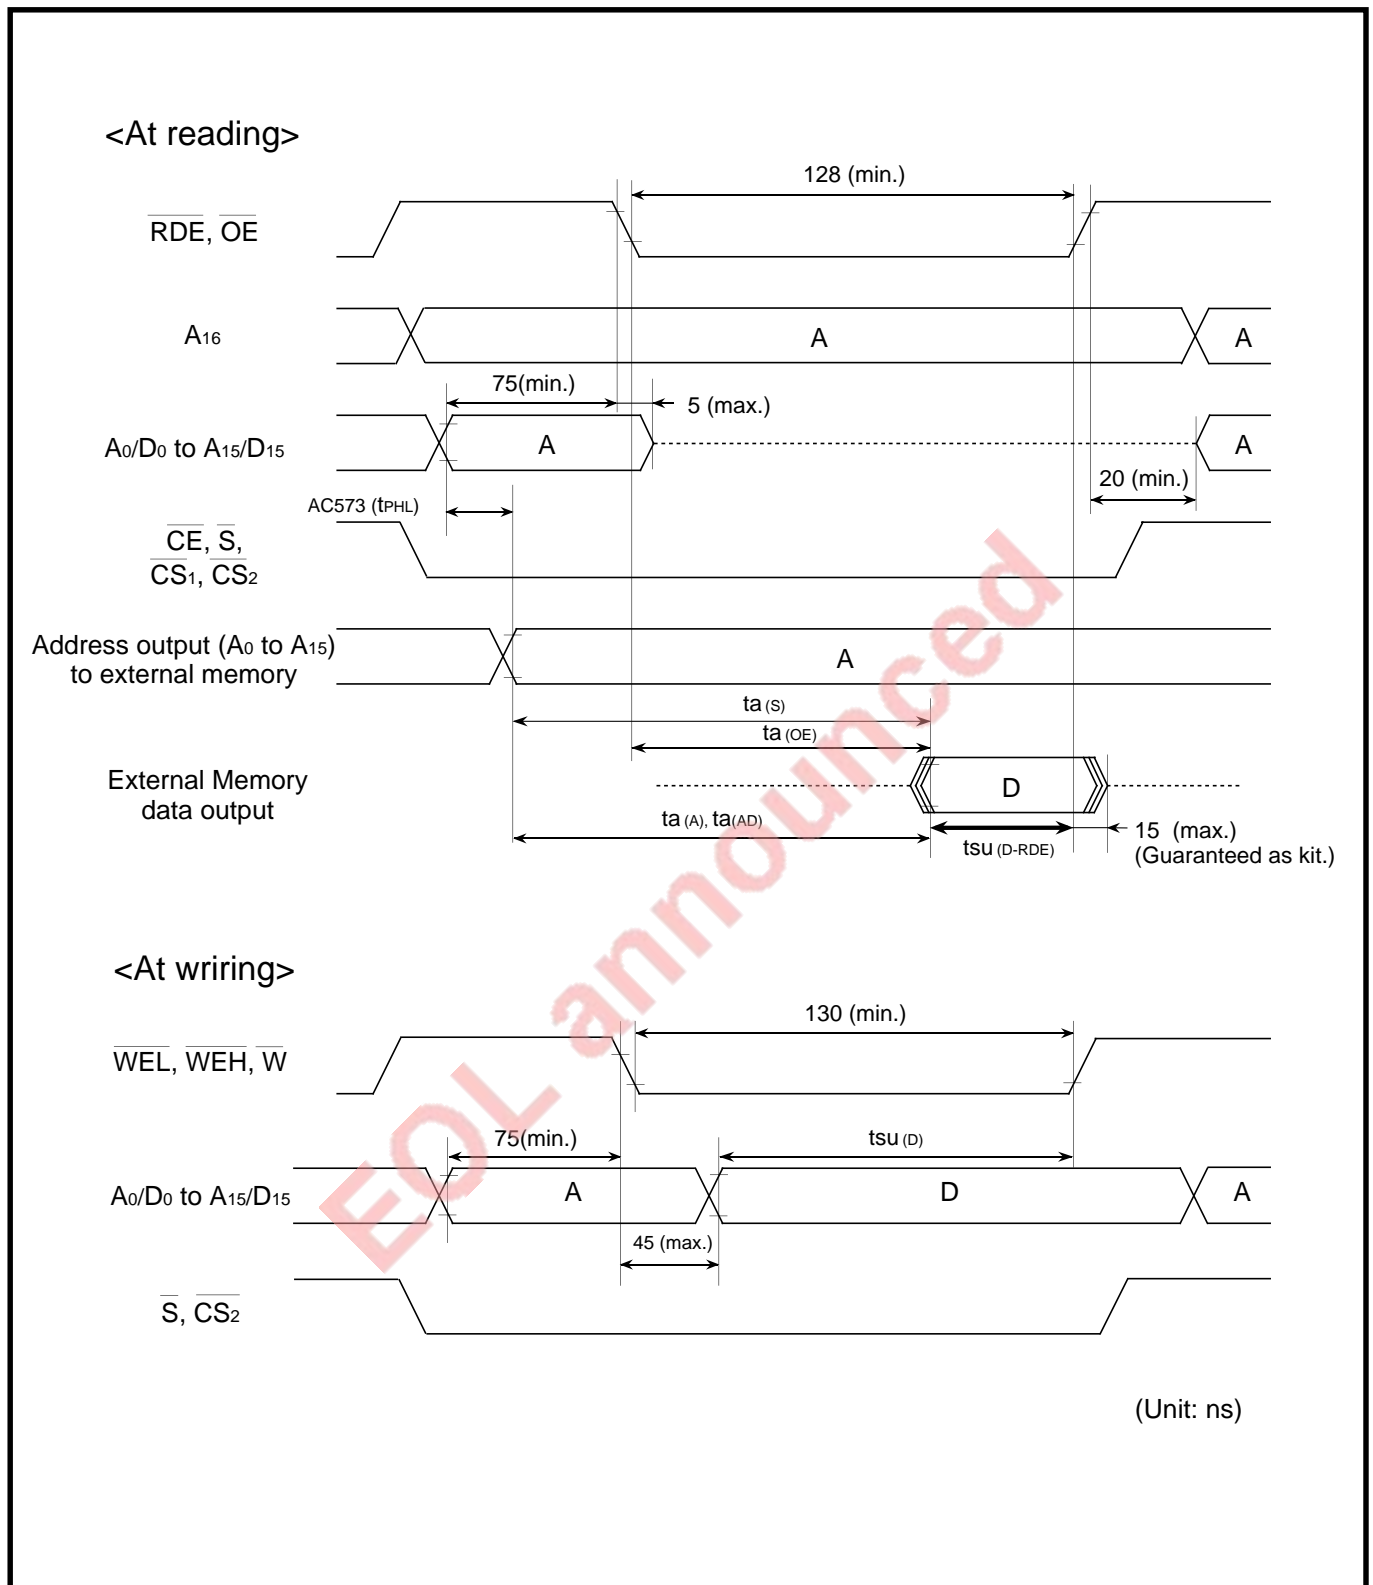 <At reading>
128 (min.)
RDE, OE
A16
A
A
75(min.)
5 (max.)
A0/D0 to A15/D15
A
A
20 (min.)
AC573 (tPHL)
CE, S,
CS1, CS2
Address output (A0 to A15)
to external memory
A
ta (S)
ta (OE)
External Memory
data output
D
ta (A), ta(AD)
tsu (D-RDE)
15 (max.)
(Guaranteed as kit.)
<At wriring>
130 (min.)
WEL, WEH, W
75(min.)
tsu (D)
A0/D0 to A15/D15
A
D
A
45 (max.)
S, CS2
(Unit: ns)
EOL announced